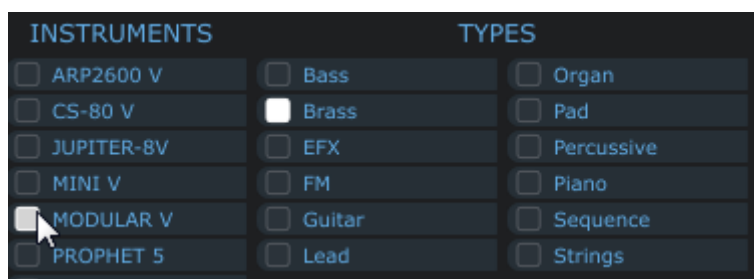 INSTRUMENTS TYPES
ARP2600 V Bass Organ
CS-80 V Brass Pad
JUPITER-8V EFX Percussive
MINI V FM Piano
MODULAR V Guitar Sequence
PROPHET 5 Lead Strings